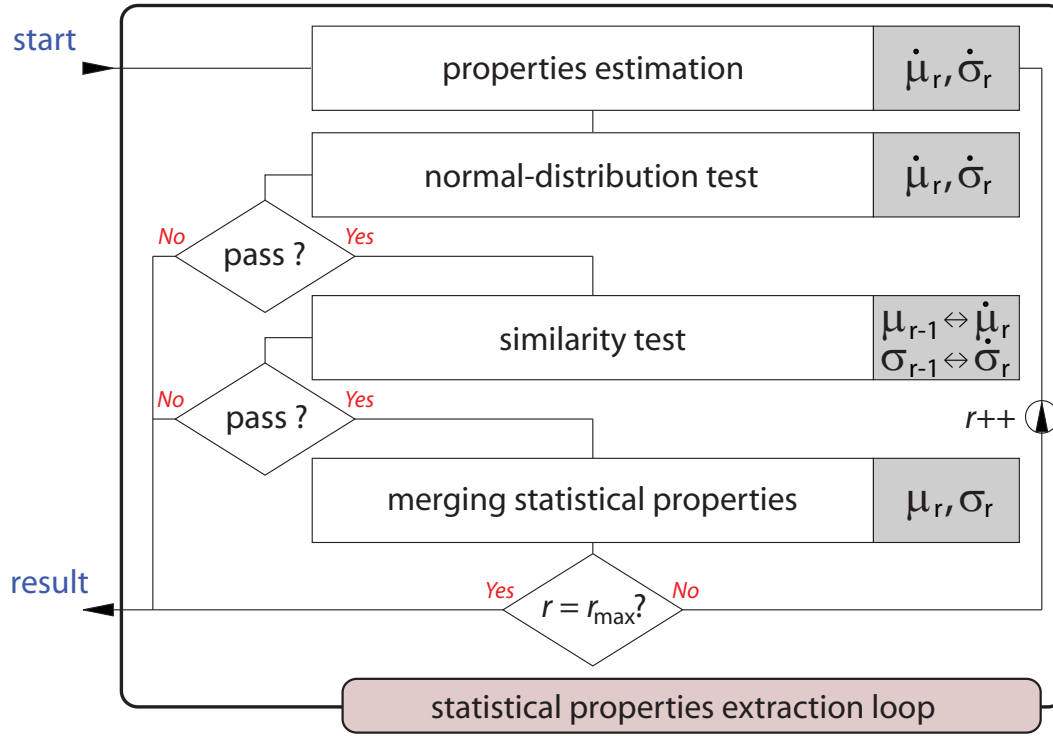 start
properties estimation
μ̇r, σ̇r
normal-distribution test
μ̇r, σ̇r
No
pass ?
Yes
similarity test
μr-1 ⇔ μ̇r
σr-1 ⇔ σ̇r
No
pass ?
Yes
r++
merging statistical properties
μr, σr
result
Yes
r = rmax?
No
statistical properties extraction loop